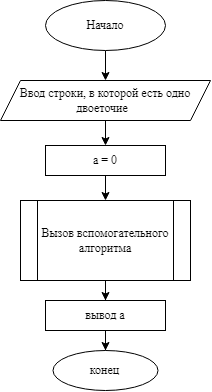 Начало
Ввод строки, в которой есть одно
двоеточие
a = 0
Вызов вспомогательного
алгоритма
вывод a
конец